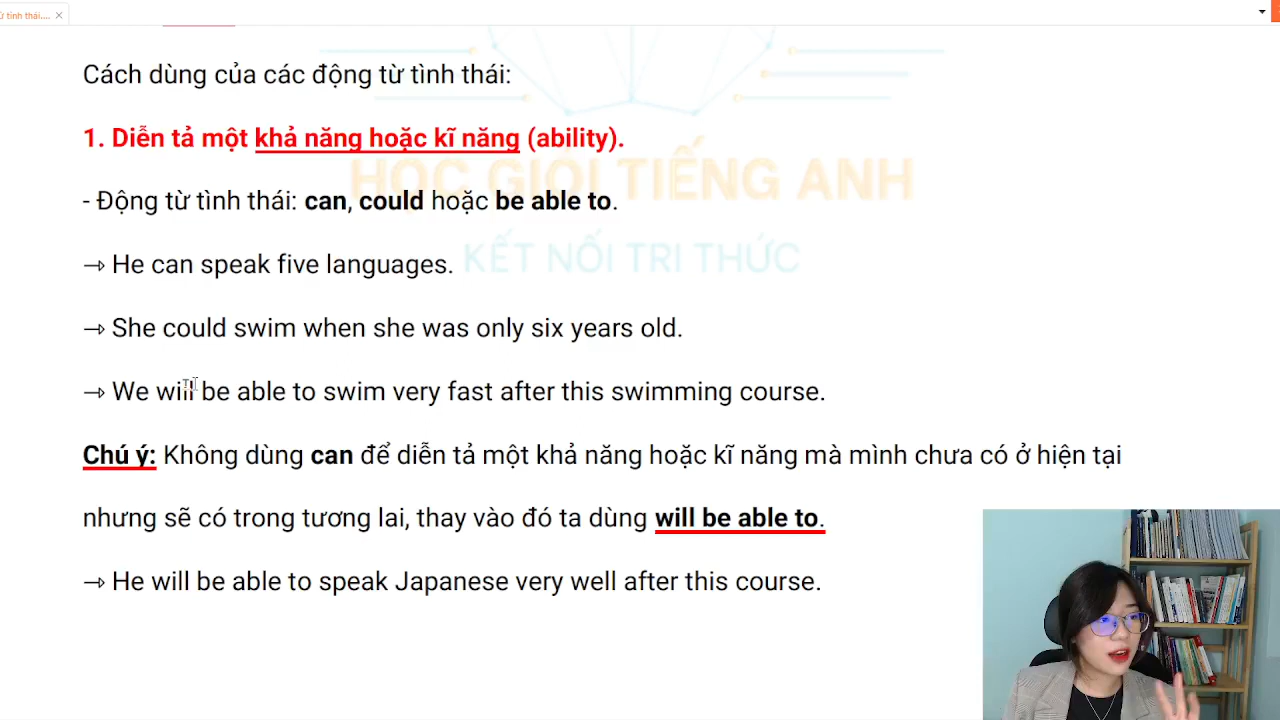 ừ tình thái....
Cách dùng của các động từ tình thái:
1. Diễn tả một khả năng hoặc kĩ năng (ability).
HỌC GIỎI TIẾNG ANH
- Động từ tình thái: can, could hoặc be able to.
KẾT NỐI TRI THỨC
→ He can speak five languages.
→ She could swim when she was only six years old.
→ We will be able to swim very fast after this swimming course.
Chú ý: Không dùng can để diễn tả một khả năng hoặc kĩ năng mà mình chưa có ở hiện tại
nhưng sẽ có trong tương lai, thay vào đó ta dùng will be able to.
→ He will be able to speak Japanese very well after this course.